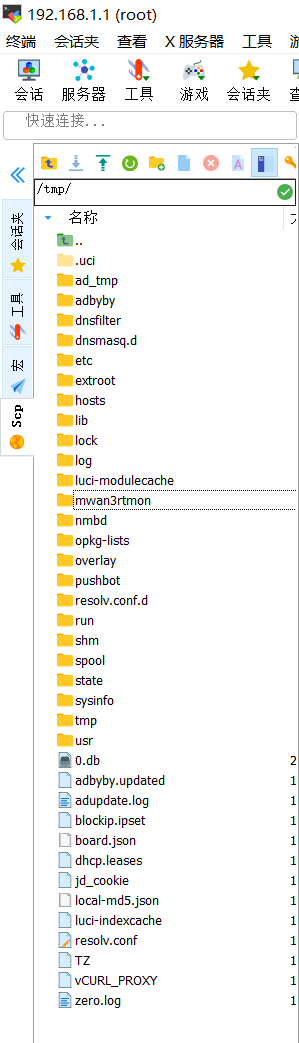 192.168.1.1 (root)
终端 会话夹 查看 X 服务器 工具
会话 服务器 工具 游戏 会话夹
快速连接...
/tmp/
名称
..
.uci
ad_tmp
adbyby
dnsfilter
dnsmasq.d
etc
extroot
hosts
lib
lock
log
luci-modulecache
mwan3rtmon
nmbd
opkg-lists
overlay
pushbot
resolv.conf.d
run
shm
spool
state
sysinfo
tmp
usr
0.db 2
adbyby.updated 1
adupdate.log 1
blockip.ipset 1
board.json 1
dhcp.leases 1
jd_cookie 1
local-md5.json 1
luci-indexcache 1
resolv.conf 1
TZ 1
vCURL_PROXY 1
zero.log 1
会话夹
工具
宏
Scp